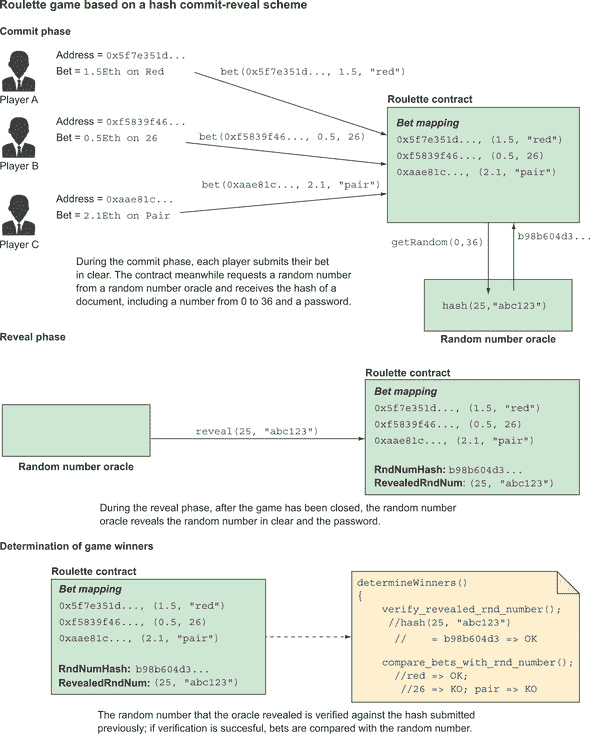 Roulette game based on a hash commit-reveal scheme
Commit phase
Address = 0x5f7e351d...
Bet = 1.5Eth on Red
Player A
bet(0x5f7e351d..., 1.5, "red")
Address = 0xf5839f46...
Bet = 0.5Eth on 26
Player B
bet(0xf5839f46..., 0.5, 26)
Address = 0xaae81c...
Bet = 2.1Eth on Pair
Player C
bet(0xaae81c..., 2.1, "pair")
Roulette contract
Bet mapping
0x5f7e351d..., (1.5, "red")
0xf5839f46..., (0.5, 26)
0xaae81c..., (2.1, "pair")
During the commit phase, each player submits their bet
in clear. The contract meanwhile requests a random number
from a random number oracle and receives the hash of a
document, including a number from 0 to 36 and a password.
getRandom(0,36)
b98b604d3...
hash(25,"abc123")
Random number oracle
Reveal phase
Random number oracle
reveal(25, "abc123")
Roulette contract
Bet mapping
0x5f7e351d..., (1.5, "red")
0xf5839f46..., (0.5, 26)
0xaae81c..., (2.1, "pair")
RndNumHash: b98b604d3...
RevealedRndNum: (25, "abc123")
During the reveal phase, after the game has been closed, the random number
oracle reveals the random number in clear and the password.
Determination of game winners
Roulette contract
Bet mapping
0x5f7e351d..., (1.5, "red")
0xf5839f46..., (0.5, 26)
0xaae81c..., (2.1, "pair")
RndNumHash: b98b604d3...
RevealedRndNum: (25, "abc123")
determineWinners()
{
verify_revealed_rnd_number();
//hash(25, "abc123")
// = b98b604d3 => OK
compare_bets_with_rnd_number();
//red => OK;
//26 => KO; pair => KO
The random number that the oracle revealed is verified against the hash submitted
previously; if verification is succesful, bets are compared with the random number.